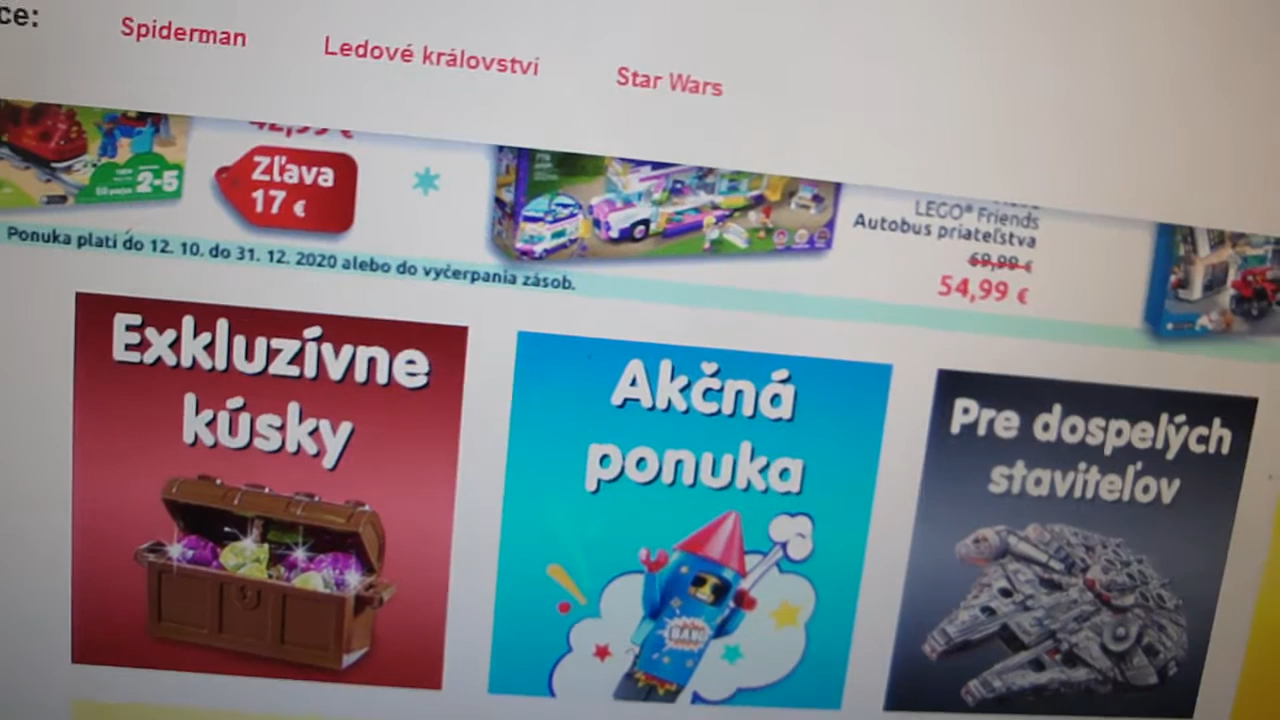 ce:
Spiderman
Ledové království
Star Wars
42,99 €
Zľava
17 €
2-5
LEGO® Friends
Autobus priateľstva
69,99 €
54,99 €
Ponuka platí do 12. 10. do 31. 12. 2020 alebo do vyčerpania zásob.
Exkluzívne
kúsky
Akčná
ponuka
BANG
Pre dospelých
staviteľov